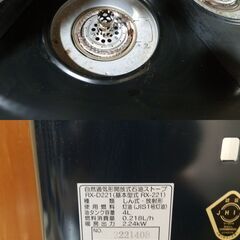 自然通気形開放式石油ストーブ
RX-D221(基本型式 RX-221)
種類 しん式・放射形
使用燃料 灯油(JIS1号灯油)
油タンク容量 4L
燃料消費量 0.218L/h
暖房出力 2.24kW
NO. 2221408
JHI